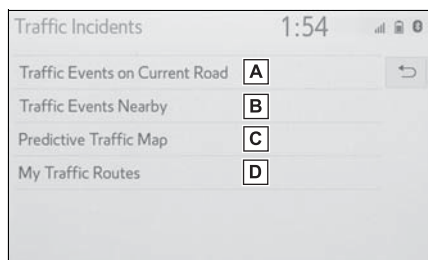 Traffic Incidents 1:54
Traffic Events on Current Road A
Traffic Events Nearby B
Predictive Traffic Map C
My Traffic Routes D